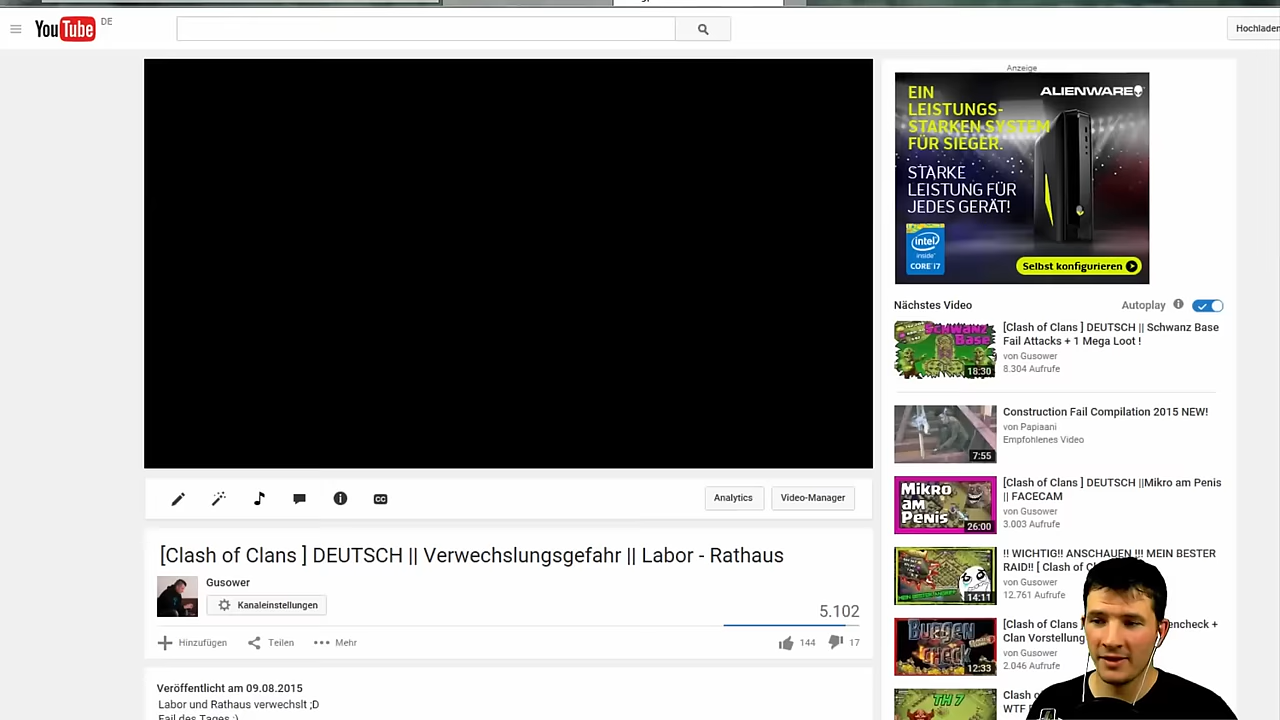 YouTube DE
Hochladen
Anzeige
EIN
LEISTUNGS-
STARKEN SYSTEM
FÜR SIEGER.
ALIENWARE
STARKE
LEISTUNG FÜR
JEDES GERÄT!
intel
inside
CORE i7
Selbst konfigurieren
Nächstes Video
Autoplay
SCHWANZ
BASE
18:30
[Clash of Clans ] DEUTSCH || Schwanz Base
Fail Attacks + 1 Mega Loot !
von Gusower
8.304 Aufrufe
7:55
Construction Fail Compilation 2015 NEW!
von Papiaani
Empfohlenes Video
Mikro
am
Penis
26:00
[Clash of Clans ] DEUTSCH ||Mikro am Penis
|| FACECAM
von Gusower
3.003 Aufrufe
14:11
!! WICHTIG!! ANSCHAUEN !!! MEIN BESTER
RAID!! [ Clash of
von Gusower
12.761 Aufrufe
BURGEN
CHECK
12:33
[Clash of Clans ] encheck +
Clan Vorstellung
von Gusower
2.046 Aufrufe
TH 7
Clash
WTF
CC
Analytics
Video-Manager
[Clash of Clans ] DEUTSCH || Verwechslungsgefahr || Labor - Rathaus
Gusower
Kanaleinstellungen
5.102
Hinzufügen
Teilen
Mehr
144
17
Veröffentlicht am 09.08.2015
Labor und Rathaus verwechslt ;D
Fail des Tages ;)